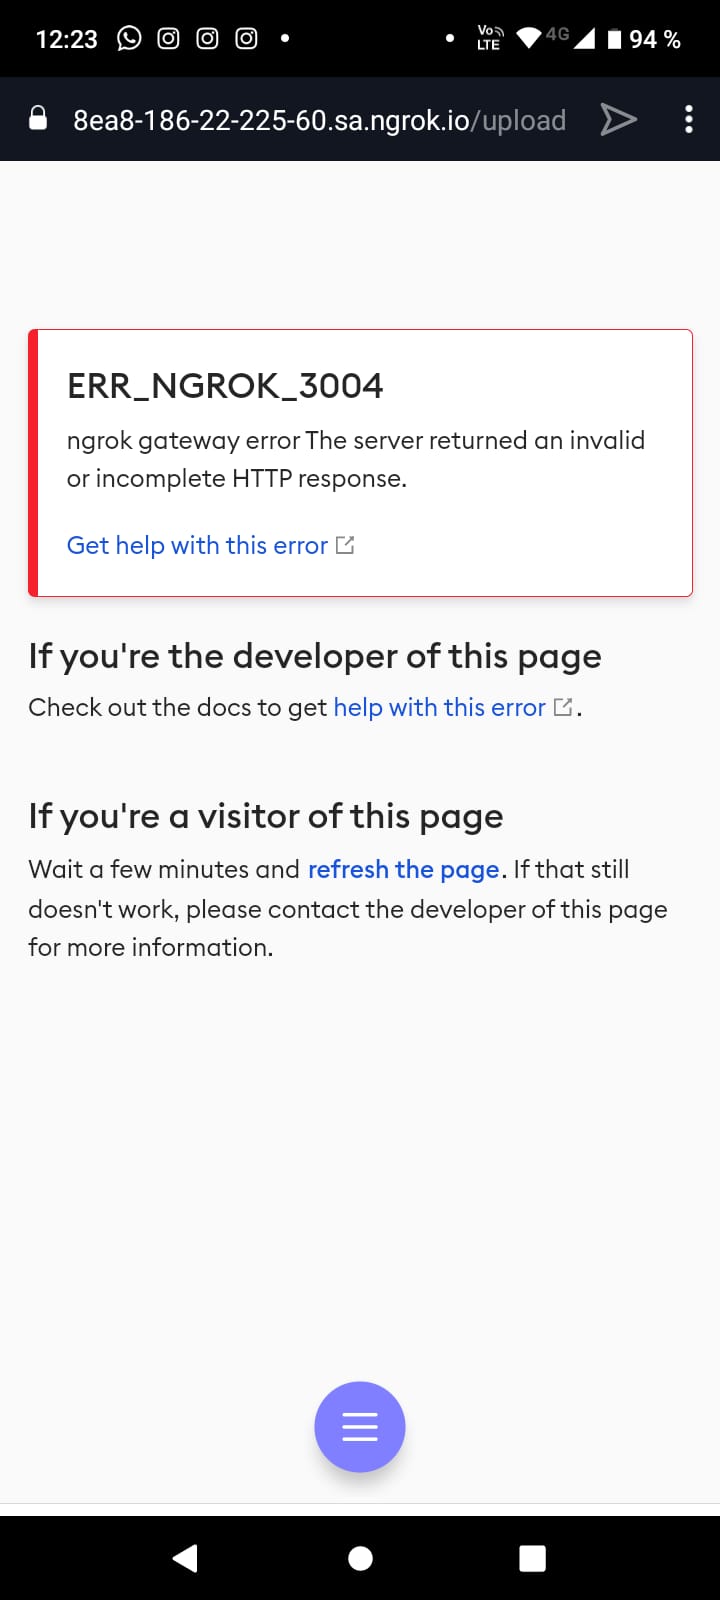 12:23
Vo LTE 4G 94 %
8ea8-186-22-225-60.sa.ngrok.io/upload
ERR_NGROK_3004
ngrok gateway error The server returned an invalid
or incomplete HTTP response.
Get help with this error
If you're the developer of this page
Check out the docs to get help with this error.
If you're a visitor of this page
Wait a few minutes and refresh the page. If that still
doesn't work, please contact the developer of this page
for more information.